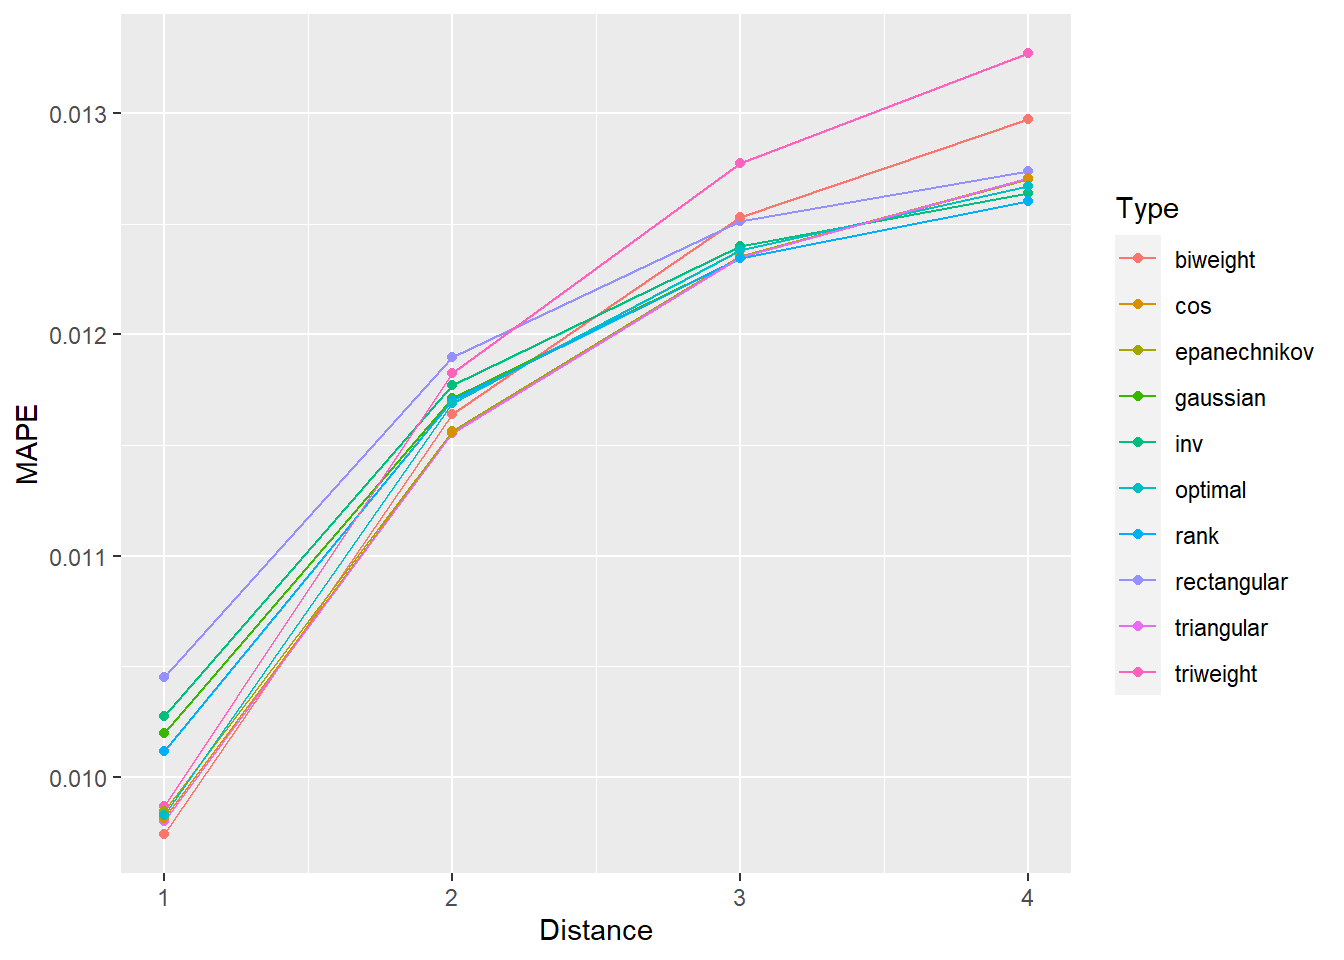 MAPE
0.013
0.012
0.011
0.010
1 2 3 4
Distance
Type
biweight
cos
epanechnikov
gaussian
inv
optimal
rank
rectangular
triangular
triweight